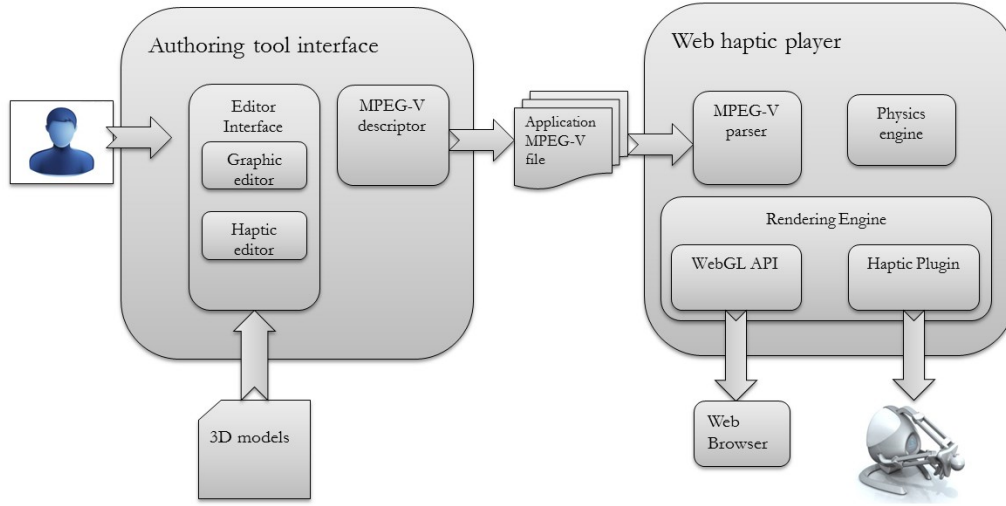 Authoring tool interface
Editor
Interface
Graphic
editor
Haptic
editor
MPEG-V
descriptor
3D models
Application
MPEG-V
file
Web haptic player
MPEG-V
parser
Physics
engine
Rendering Engine
WebGL API
Haptic Plugin
Web
Browser